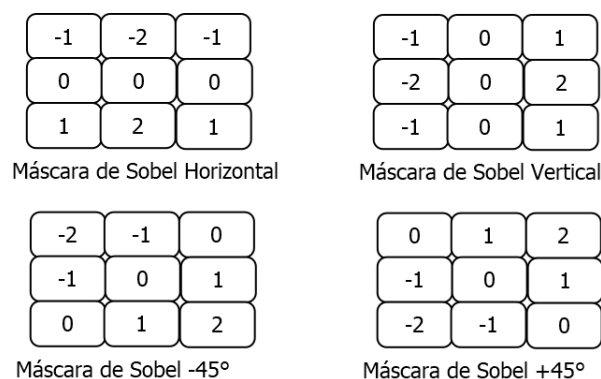 -1 -2 -1
0 0 0
1 2 1
Máscara de Sobel Horizontal
-1 0 1
-2 0 2
-1 0 1
Máscara de Sobel Vertical
-2 -1 0
-1 0 1
0 1 2
Máscara de Sobel -45°
0 1 2
-1 0 1
-2 -1 0
Máscara de Sobel +45°